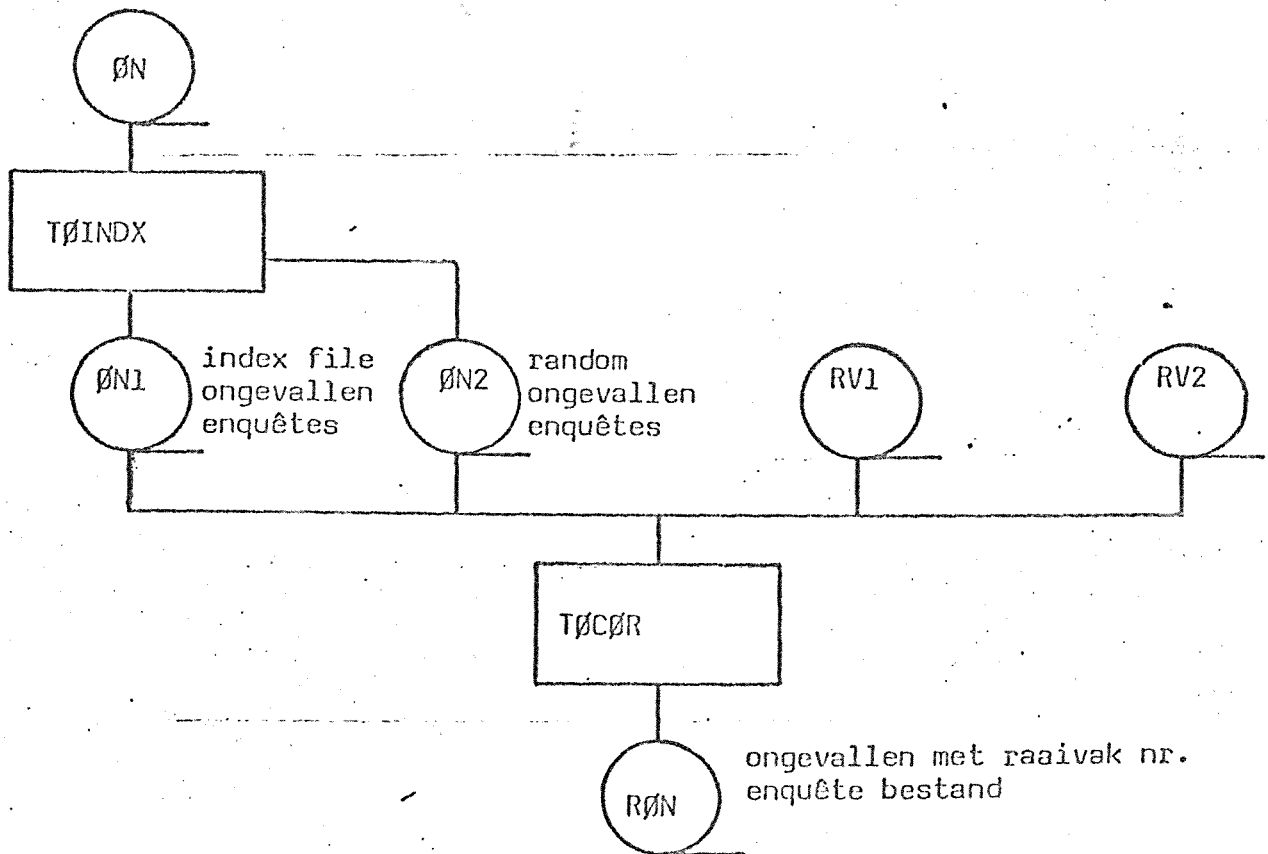 ØN
TØINDX
ØN1
index file
ongevallen
enquêtes
ØN2
random
ongevallen
enquêtes
RV1
RV2
TØCØR
RØN
ongevallen met raaivak nr.
enquête bestand